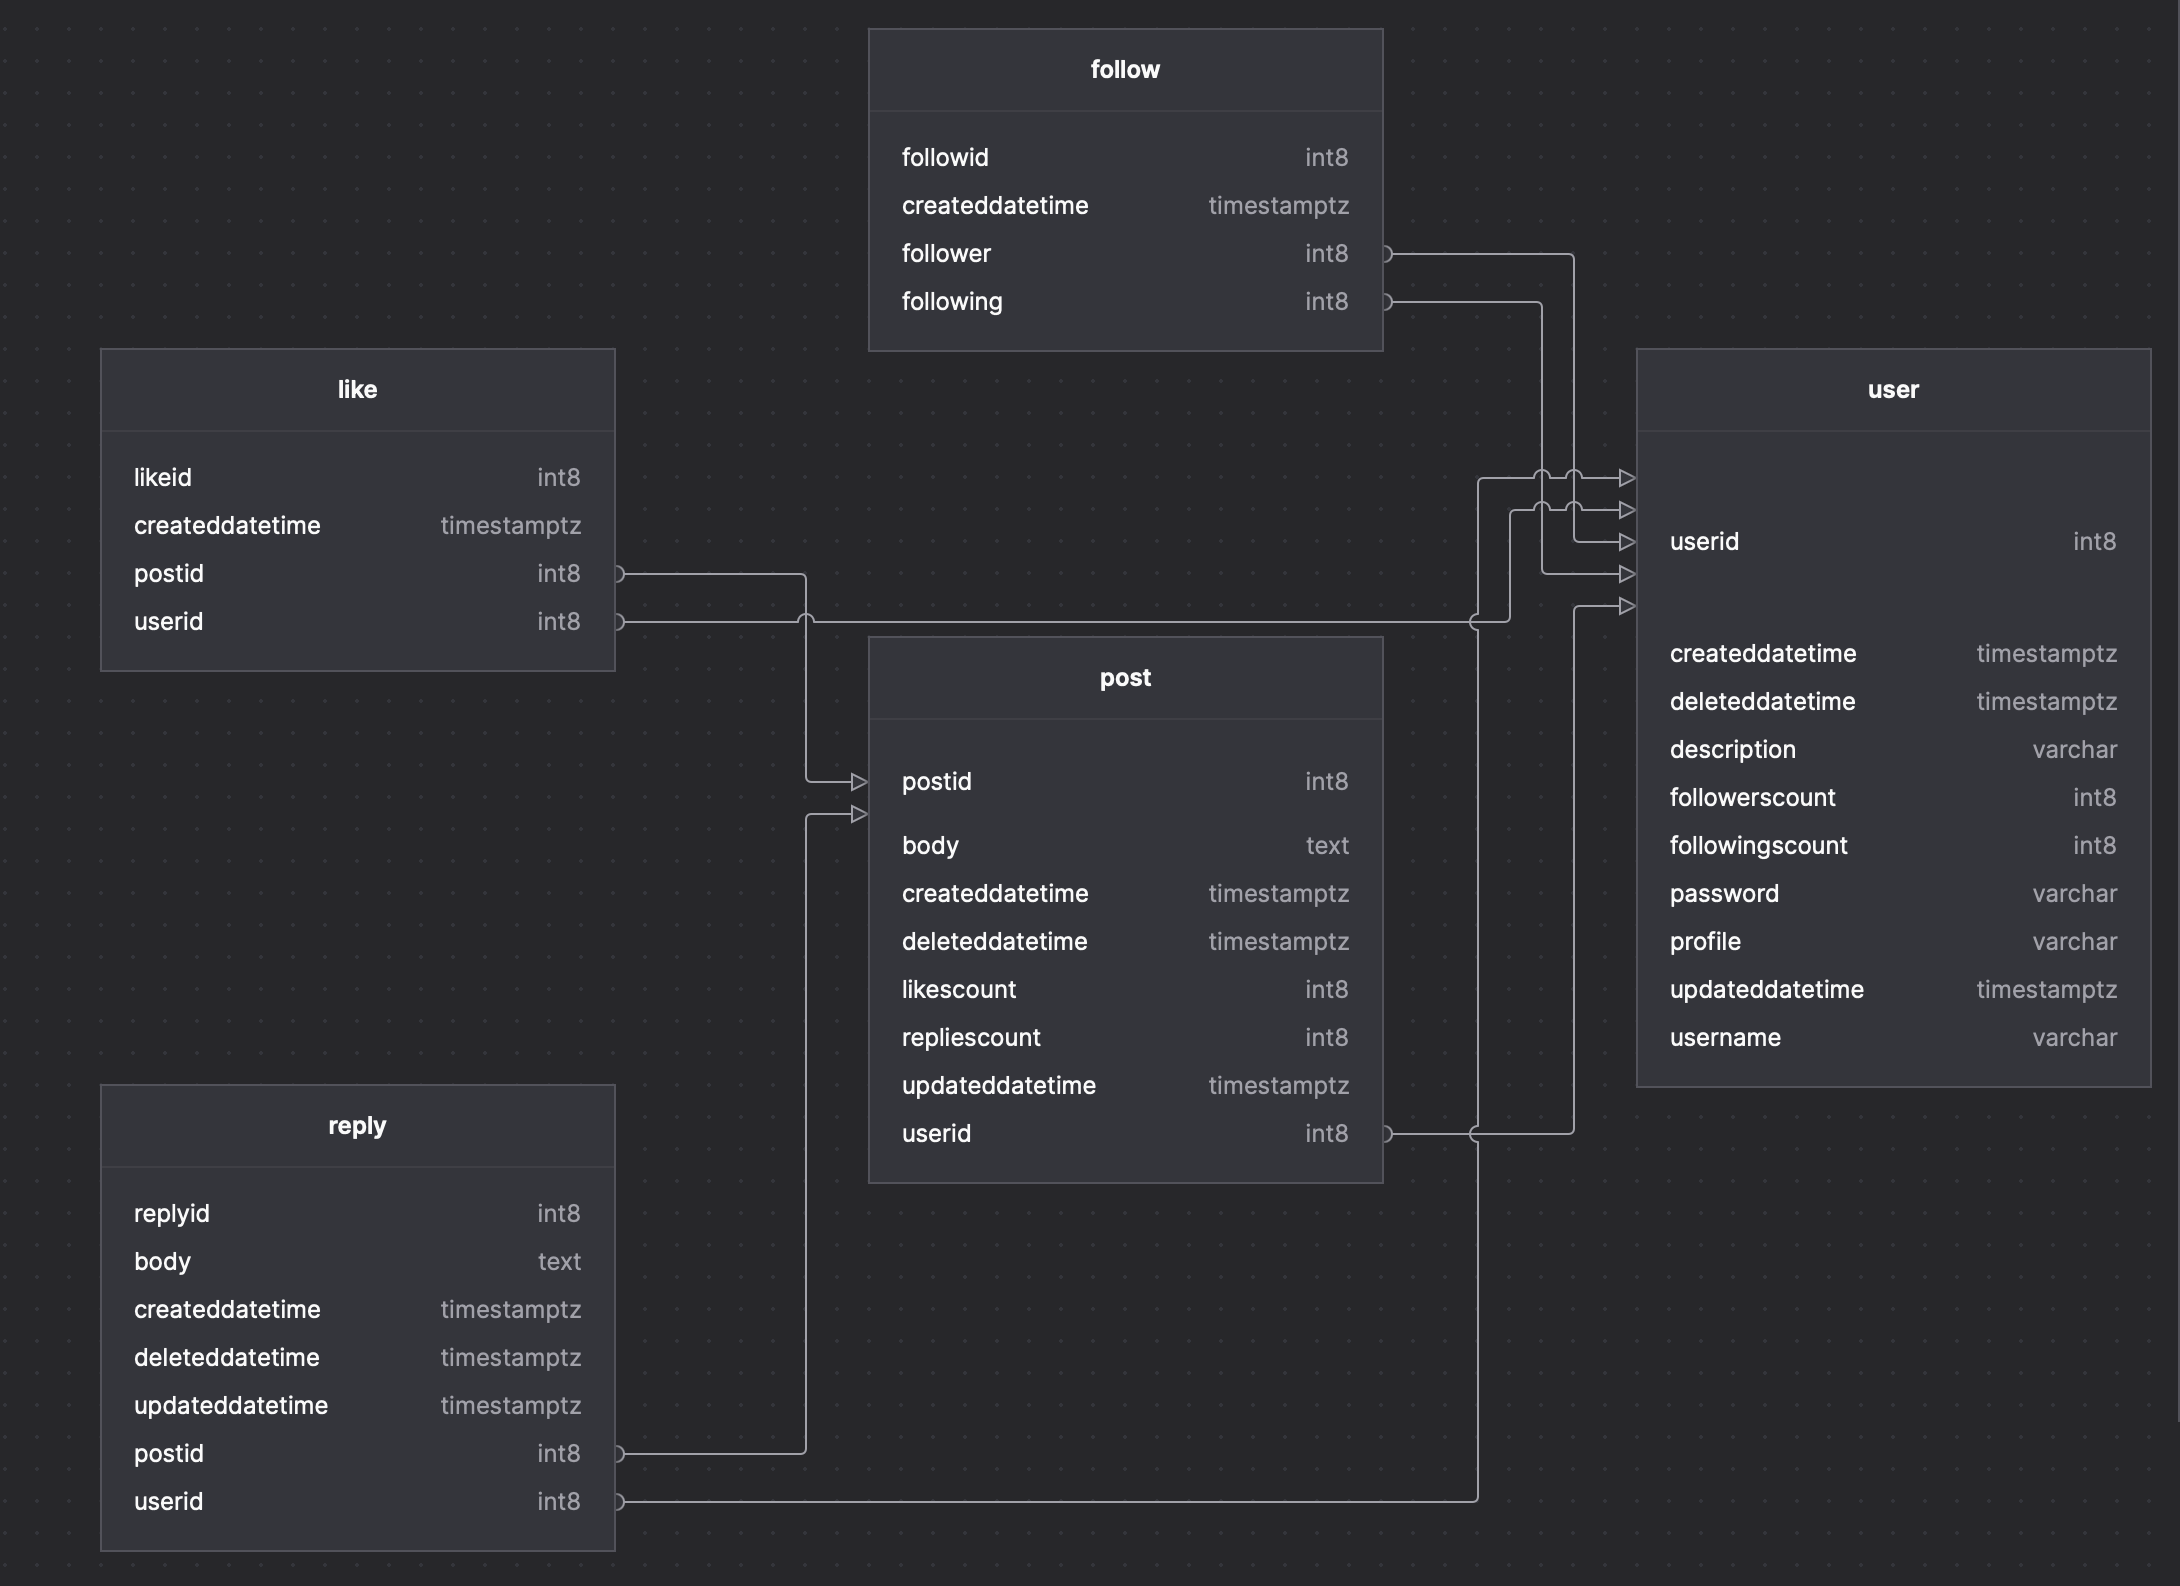 follow
followid int8
createddatetime timestamptz
follower int8
following int8
like
likeid int8
createddatetime timestamptz
postid int8
userid int8
user
userid int8
createddatetime timestamptz
deleteddatetime timestamptz
description varchar
followerscount int8
followingscount int8
password varchar
profile varchar
updateddatetime timestamptz
username varchar
post
postid int8
body text
createddatetime timestamptz
deleteddatetime timestamptz
likescount int8
repliescount int8
updateddatetime timestamptz
userid int8
reply
replyid int8
body text
createddatetime timestamptz
deleteddatetime timestamptz
updateddatetime timestamptz
postid int8
userid int8